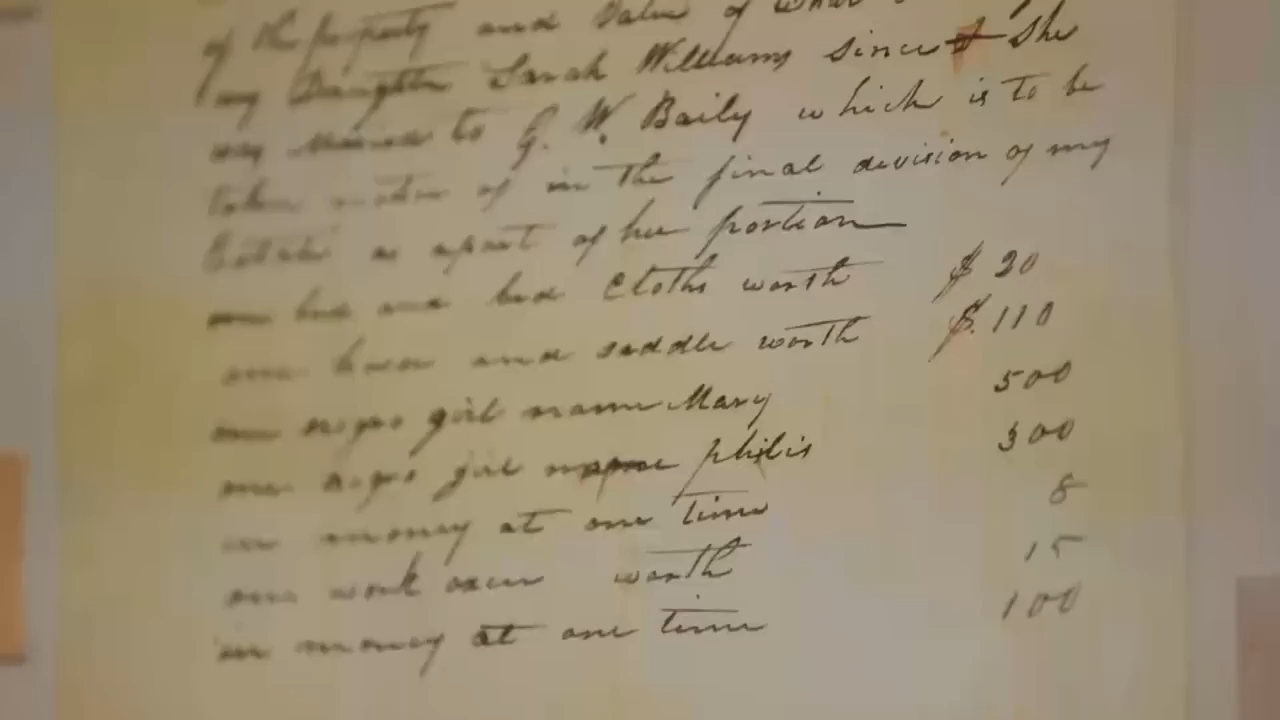 of the property and value of what
my Daughter Sarah Williams since she
was maried to G. W. Baily which is to be
taken notice of in the final division of my
Estate as apart of her portion
one bed and bed Cloths worth $ 20
one horse and saddle worth $. 110
one negro girl name Mary 500
one negro girl name philis 300
in money at one time 8
one work oxen worth 15
in money at one time 100